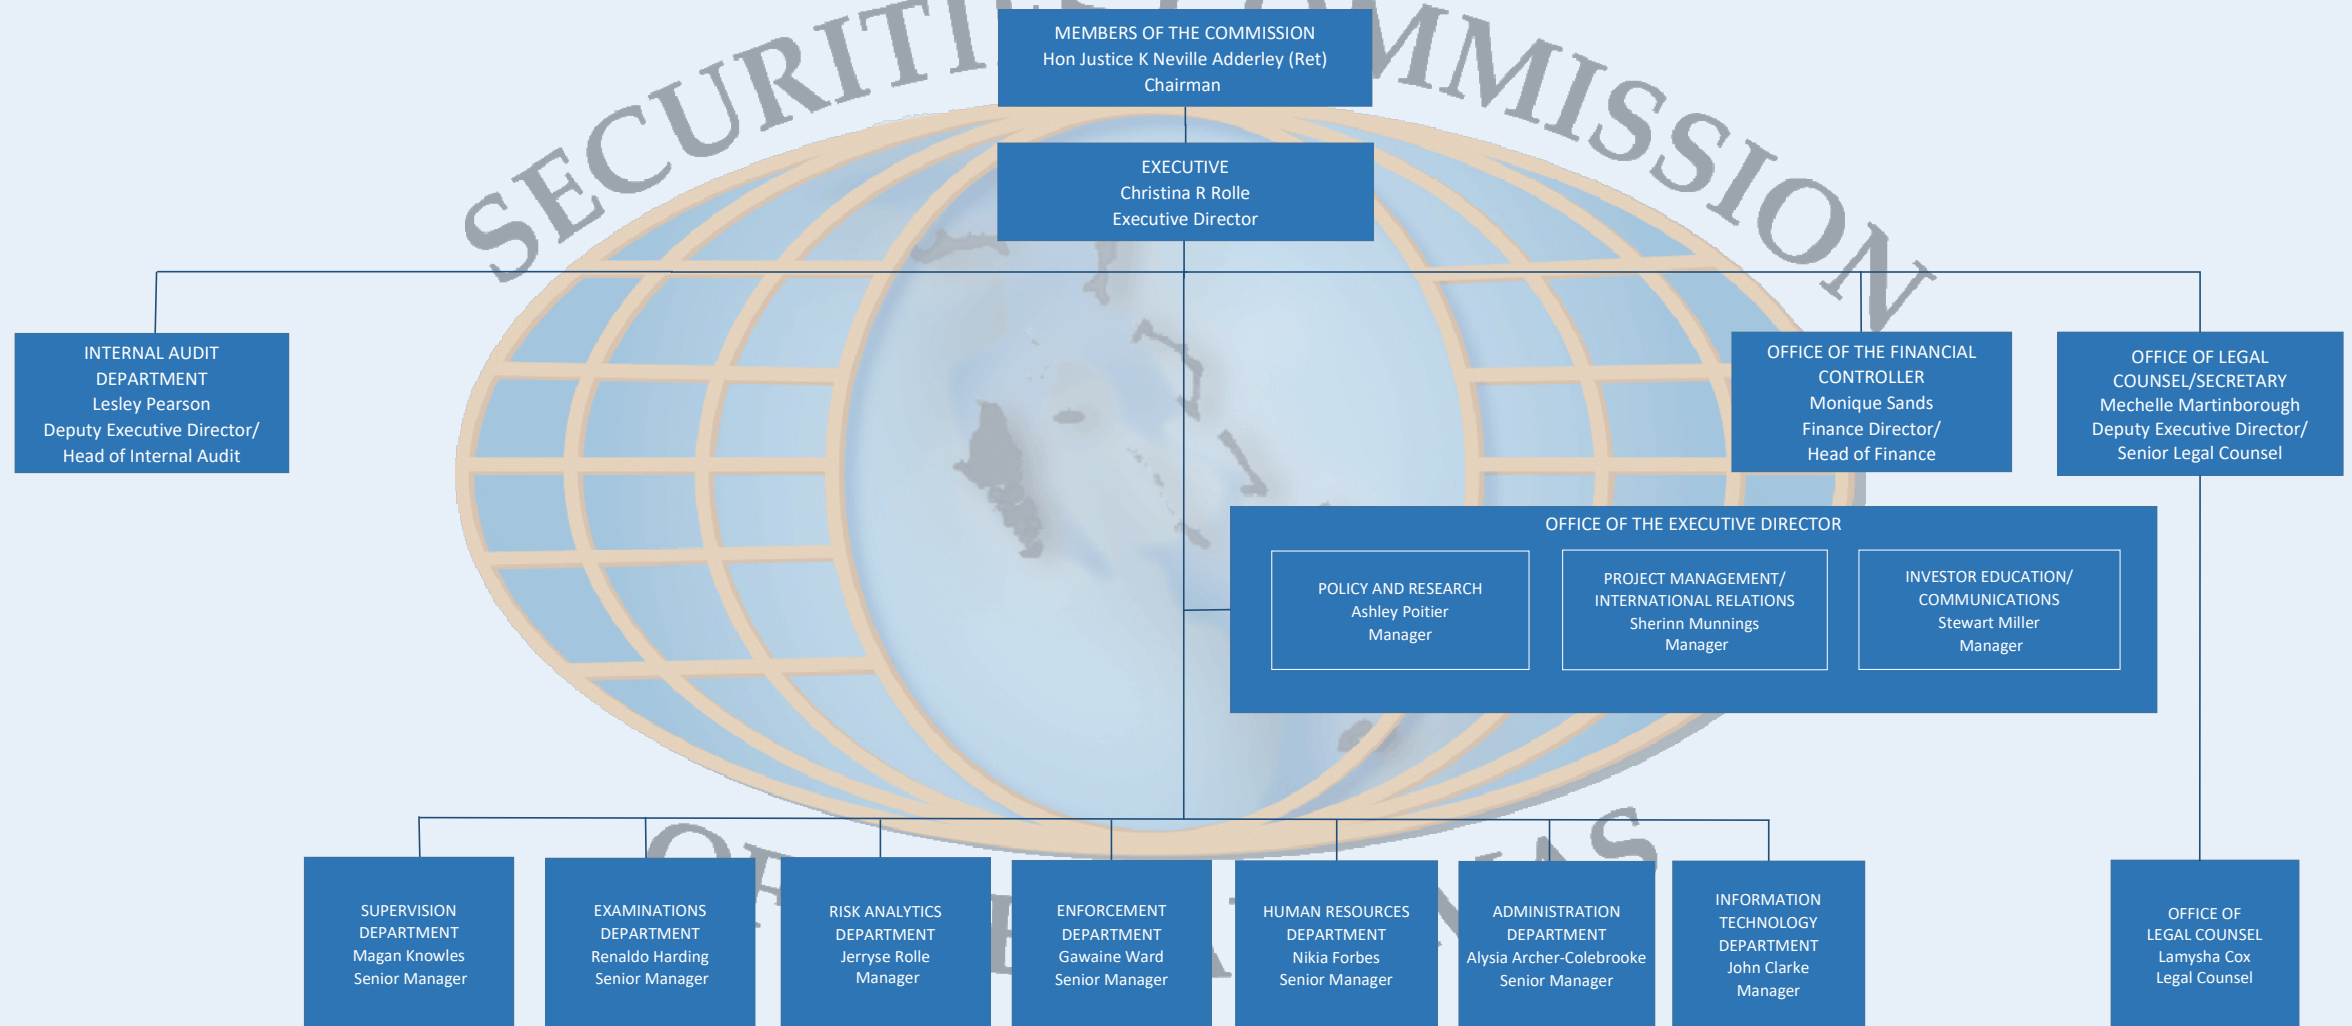 SECURITIES COMMISSION
MEMBERS OF THE COMMISSION
Hon Justice K Neville Adderley (Ret)
Chairman
EXECUTIVE
Christina R Rolle
Executive Director
INTERNAL AUDIT
DEPARTMENT
Lesley Pearson
Deputy Executive Director/
Head of Internal Audit
OFFICE OF THE FINANCIAL
CONTROLLER
Monique Sands
Finance Director/
Head of Finance
OFFICE OF LEGAL
COUNSEL/SECRETARY
Mechelle Martinborough
Deputy Executive Director/
Senior Legal Counsel
OFFICE OF THE EXECUTIVE DIRECTOR
POLICY AND RESEARCH
Ashley Poitier
Manager
PROJECT MANAGEMENT/
INTERNATIONAL RELATIONS
Sherinn Munnings
Manager
INVESTOR EDUCATION/
COMMUNICATIONS
Stewart Miller
Manager
SUPERVISION
DEPARTMENT
Magan Knowles
Senior Manager
EXAMINATIONS
DEPARTMENT
Renaldo Harding
Senior Manager
RISK ANALYTICS
DEPARTMENT
Jerryse Rolle
Manager
ENFORCEMENT
DEPARTMENT
Gawaine Ward
Senior Manager
HUMAN RESOURCES
DEPARTMENT
Nikia Forbes
Senior Manager
ADMINISTRATION
DEPARTMENT
Alysia Archer-Colebrooke
Senior Manager
INFORMATION
TECHNOLOGY
DEPARTMENT
John Clarke
Manager
OFFICE OF
LEGAL COUNSEL
Lamysha Cox
Legal Counsel